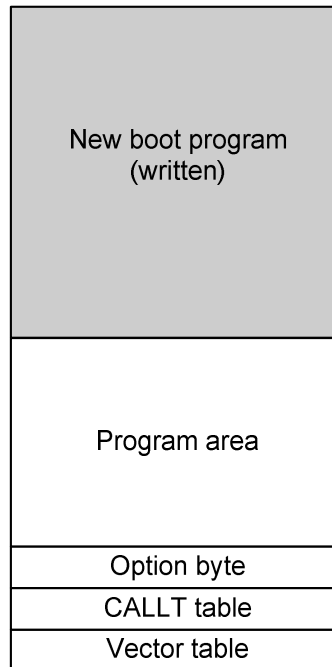 New boot program
(written)
Program area
Option byte
CALLT table
Vector table